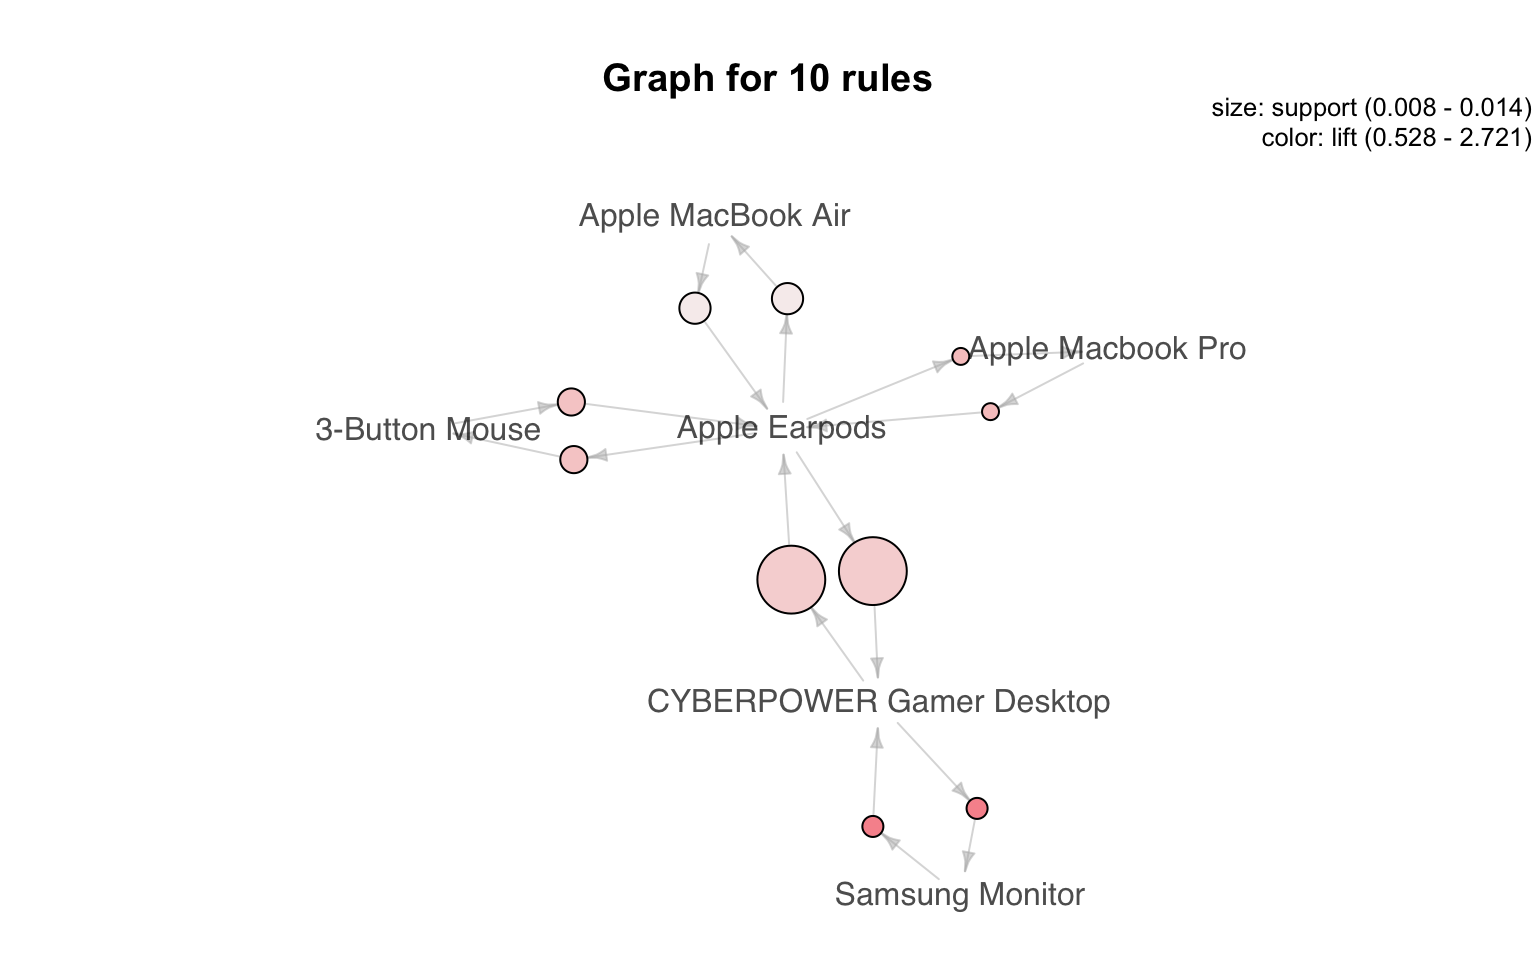 Graph for 10 rules
size: support (0.008 - 0.014)
color: lift (0.528 - 2.721)
Apple MacBook Air
Apple Macbook Pro
3-Button Mouse
Apple Earpods
CYBERPOWER Gamer Desktop
Samsung Monitor